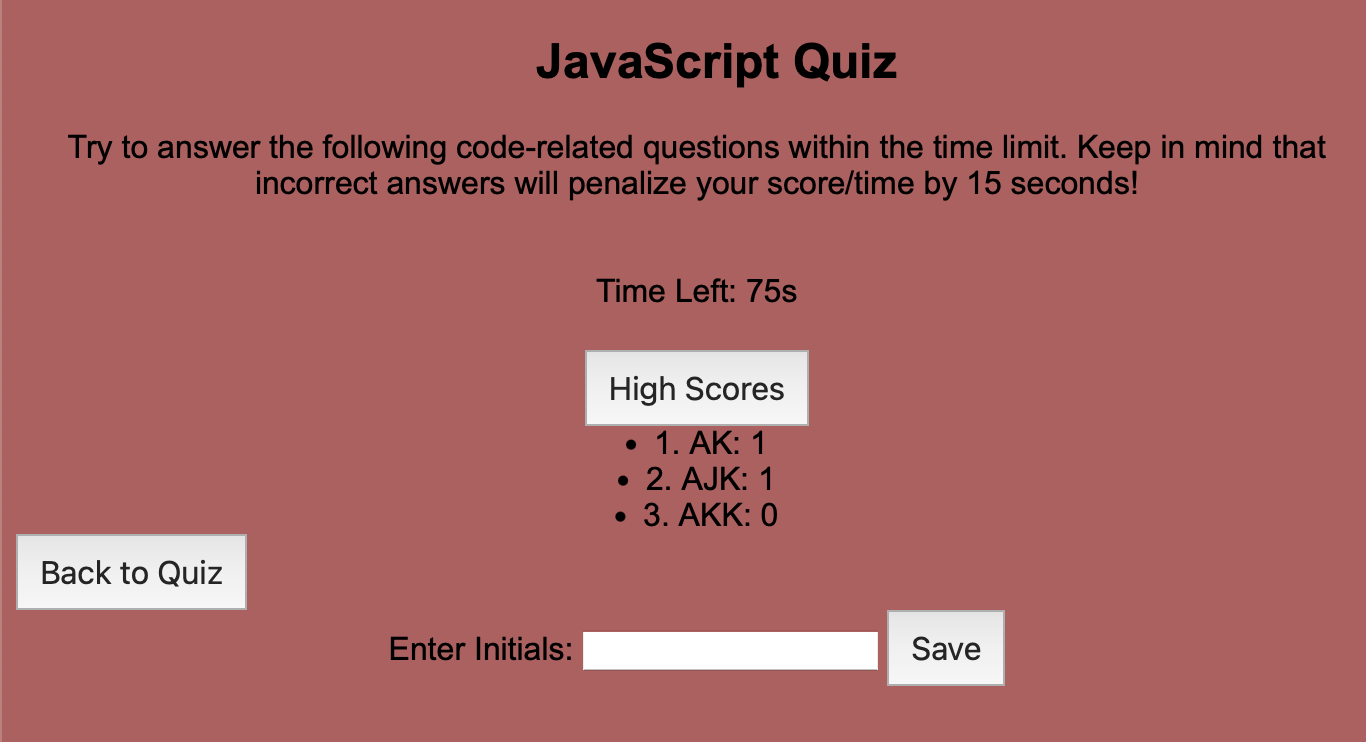 JavaScript Quiz
Try to answer the following code-related questions within the time limit. Keep in mind that
incorrect answers will penalize your score/time by 15 seconds!
Time Left: 75s
High Scores
• 1. AK: 1
• 2. AJK: 1
• 3. AKK: 0
Back to Quiz
Enter Initials: Save